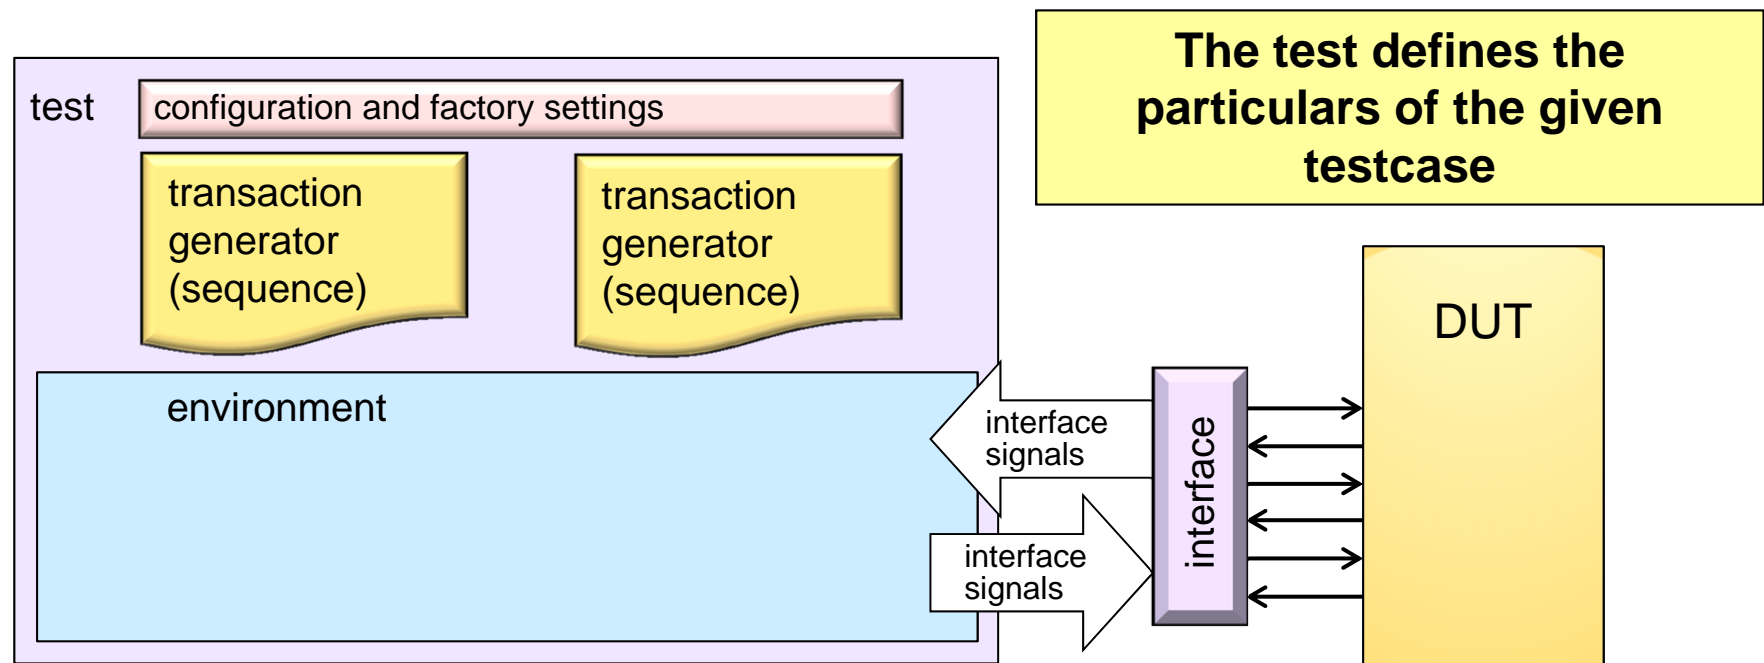 The test defines the
particulars of the given
testcase
test
configuration and factory settings
transaction
generator
(sequence)
transaction
generator
(sequence)
environment
interface
signals
interface
signals
interface
DUT